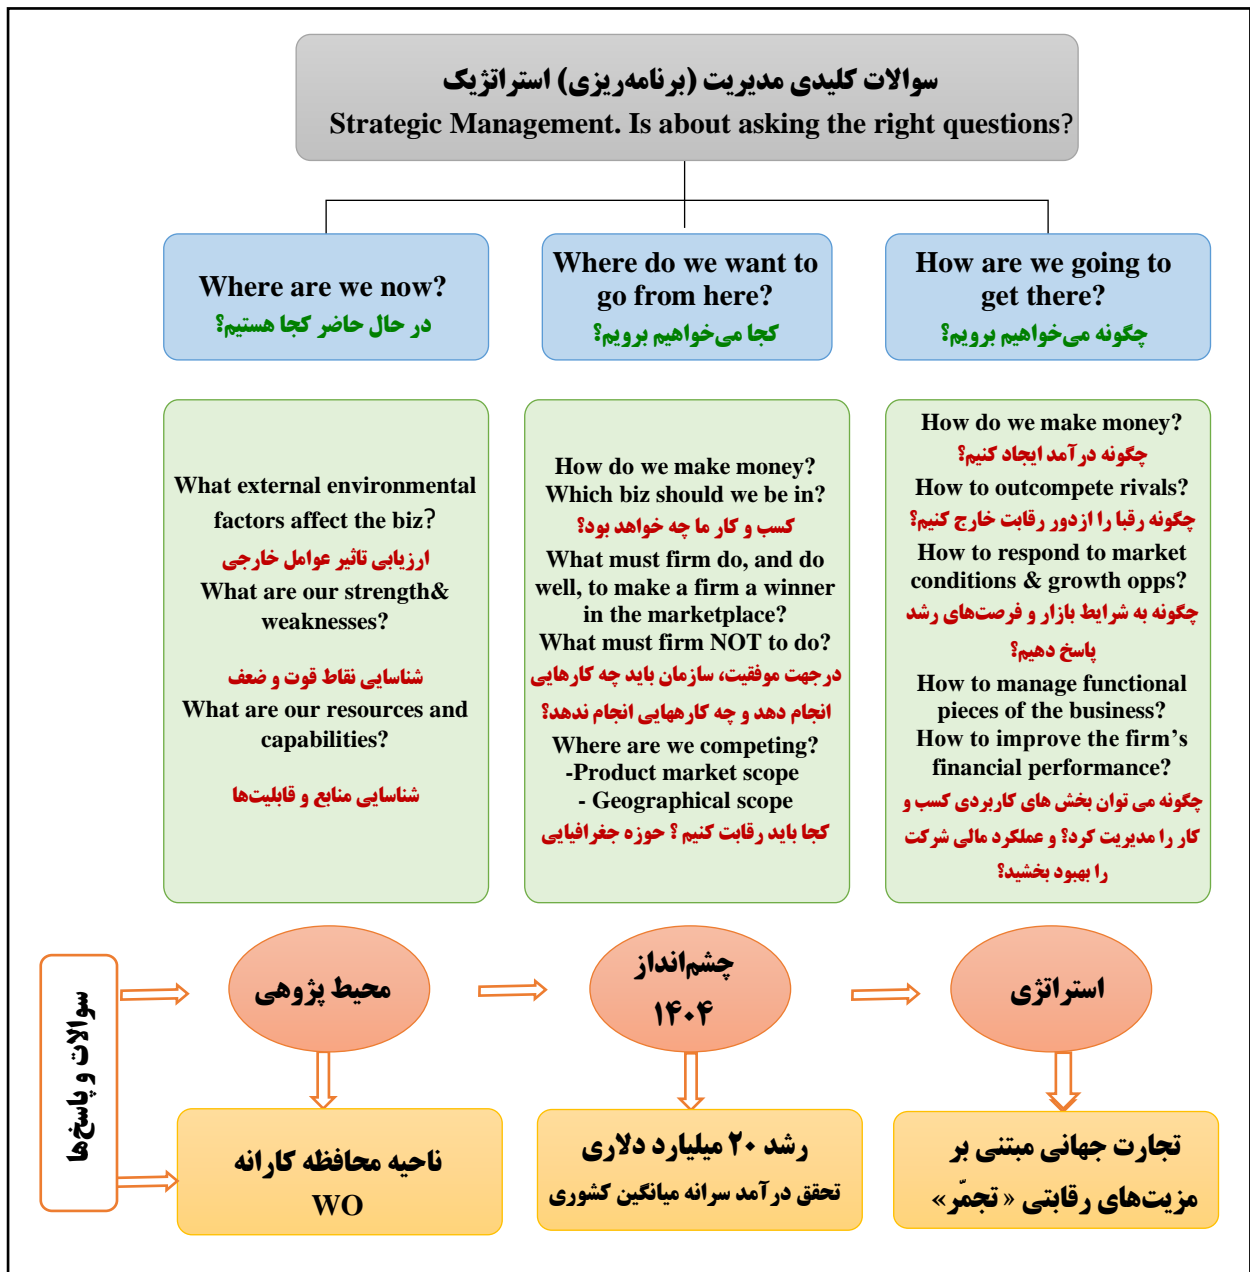 سوالات کلیدی مدیریت (برنامه‌ریزی) استراتژیک
Strategic Management. Is about asking the right questions?
Where are we now?
در حال حاضر کجا هستیم؟
Where do we want to
go from here?
کجا می‌خواهیم برویم؟
How are we going to
get there?
چگونه می‌خواهیم برویم؟
What external environmental
factors affect the biz?
ارزیابی تاثیر عوامل خارجی
What are our strength&
weaknesses?
شناسایی نقاط قوت و ضعف
What are our resources and
capabilities?
شناسایی منابع و قابلیت‌ها
How do we make money?
Which biz should we be in?
کسب و کار ما چه خواهد بود؟
What must firm do, and do
well, to make a firm a winner
in the marketplace?
What must firm NOT to do?
درجهت موفقیت، سازمان باید چه کارهایی
انجام دهد و چه کارههایی انجام ندهد؟
Where are we competing?
-Product market scope
- Geographical scope
کجا باید رقابت کنیم ؟ حوزه جغرافیایی
How do we make money?
چگونه درآمد ایجاد کنیم؟
How to outcompete rivals?
چگونه رقبا را ازدور رقابت خارج کنیم؟
How to respond to market
conditions & growth opps?
چگونه به شرایط بازار و فرصت‌های رشد
پاسخ دهیم؟
How to manage functional
pieces of the business?
How to improve the firm's
financial performance?
چگونه می توان بخش های کاربردی کسب و
کار را مدیریت کرد؟ و عملکرد مالی شرکت
را بهبود بخشید؟
سوالات و پاسخ‌ها
محیط پژوهی
چشم‌انداز
۱۴۰۴
استراتژی
ناحیه محافظه کارانه
WO
رشد ۲۰ میلیارد دلاری
تحقق درآمد سرانه میانگین کشوری
تجارت جهانی مبتنی بر
مزیت‌های رقابتی « تجمّر»